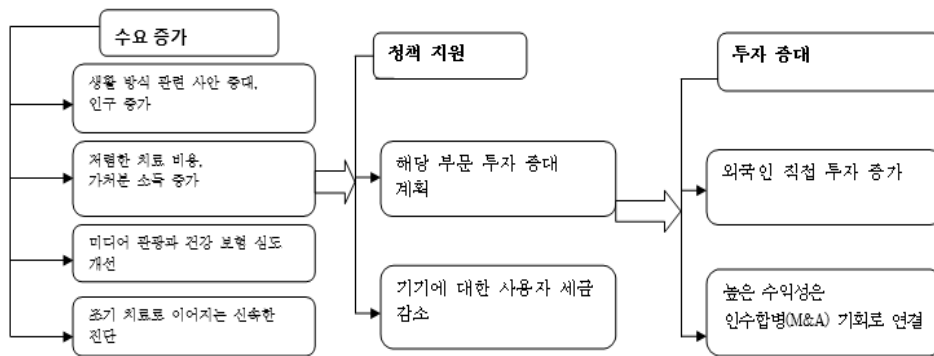 수요 증가
생활 방식 관련 사안 증대,
인구 증가
저렴한 치료 비용,
가처분 소득 증가
미디어 관광과 건강 보험 심도
개선
조기 치료로 이어지는 신속한
진단
정책 지원
해당 부문 투자 증대
계획
기기에 대한 사용자 세금
감소
투자 증대
외국인 직접 투자 증가
높은 수익성은
인수합병(M&A) 기회로 연결